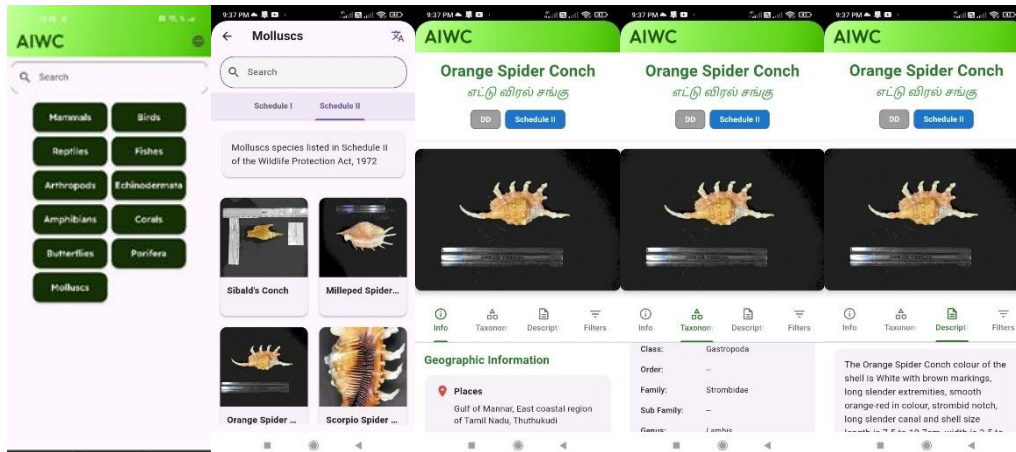 AIWC
Search
Mammals
Birds
Reptiles
Fishes
Arthropods
Echinodermata
Amphibians
Corals
Butterflies
Porifera
Molluscs
9:37 PM
Molluscs
Search
Schedule I
Schedule II
Molluscs species listed in Schedule II
of the Wildlife Protection Act, 1972
Sibald's Conch
Milleped Spider...
Orange Spider ...
Scorpio Spider ...
9:37 PM
AIWC
Orange Spider Conch
எட்டு விரல் சங்கு
DD
Schedule II
Info
Taxonom
Descript
Filters
Geographic Information
Places
Gulf of Mannar, East coastal region
of Tamil Nadu, Thuthukudi
9:37 PM
AIWC
Orange Spider Conch
எட்டு விரல் சங்கு
DD
Schedule II
Info
Taxonom
Descript
Filters
Class: Gastropoda
Order: --
Family: Strombidae
Sub Family: --
Genus: Lambis
9:37 PM
AIWC
Orange Spider Conch
எட்டு விரல் சங்கு
DD
Schedule II
Info
Taxonom
Descript
Filters
The Orange Spider Conch colour of the
shell is White with brown markings,
long slender extremities, smooth
orange-red in colour, strombid notch,
long slender canal and shell size